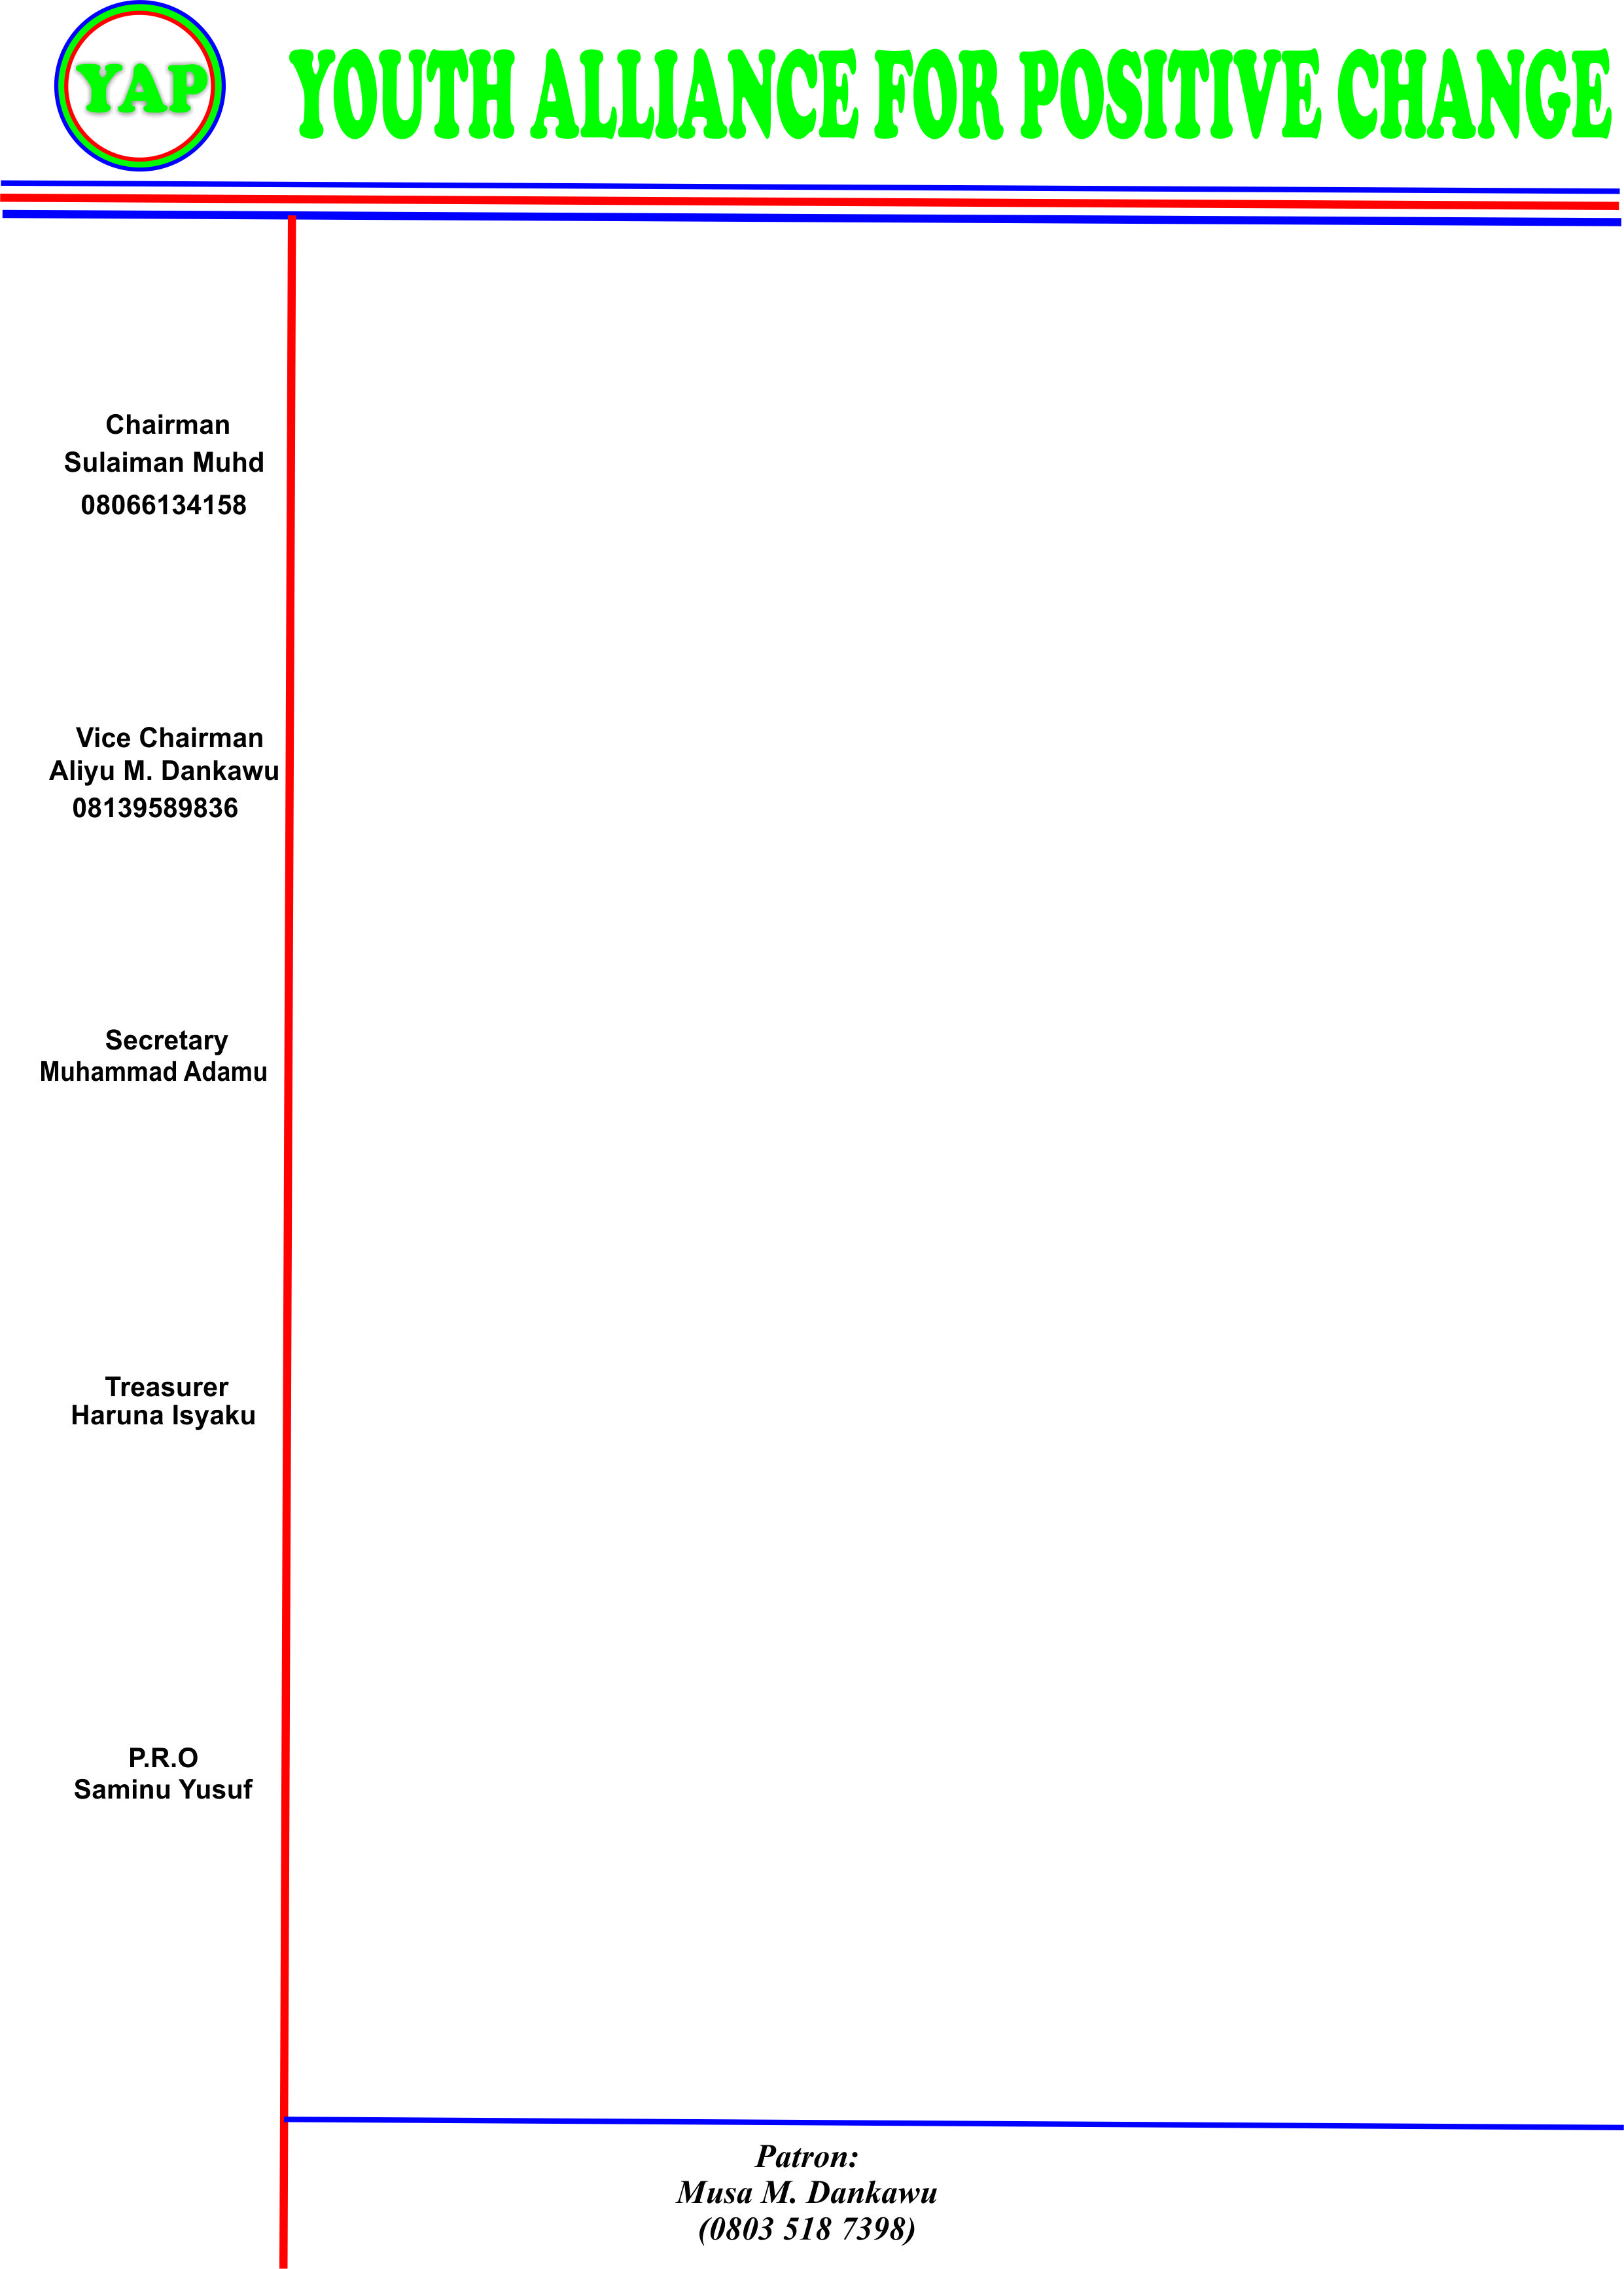 YAP
YOUTH ALLIANCE FOR POSITIVE CHANGE
Chairman
Sulaiman Muhd
08066134158
Vice Chairman
Aliyu M. Dankawu
08139589836
Secretary
Muhammad Adamu
Treasurer
Haruna Isyaku
P.R.O
Saminu Yusuf
Patron:
Musa M. Dankawu
(0803 518 7398)